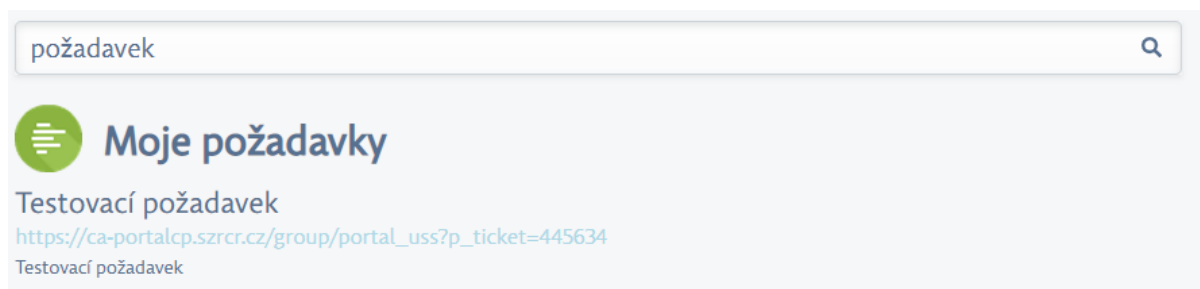 požadavek
Moje požadavky
Testovací požadavek
https://ca-portalcp.szrcr.cz/group/portal_uss?p_ticket=445634
Testovací požadavek